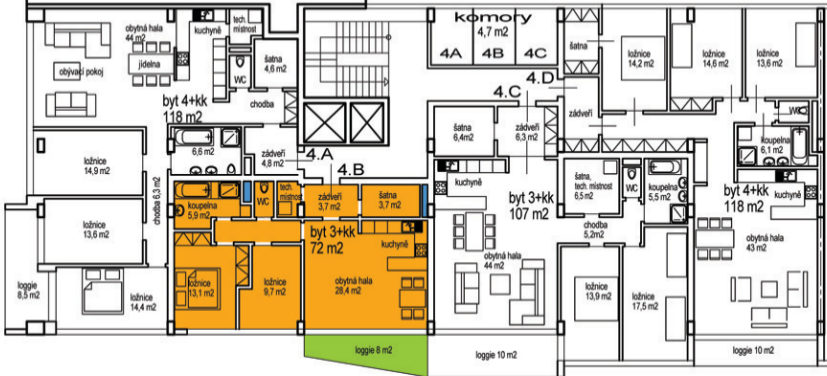 obytná hala
44 m2
kuchyně
tech.
místnost
jídelna
obývací pokoj
WC
šatna
4,6 m2
chodba
byt 4+kk
118 m2
6,6 m2
zádveří
4,8 m2
4.A
4.B
ložnice
14,9 m2
chodba 6,3 m2
ložnice
13,6 m2
loggie
8,5 m2
ložnice
14,4 m2
koupelna
5,9 m2
WC
tech.
místnost
zádveří
3,7 m2
šatna
3,7 m2
byt 3+kk
72 m2
kuchyně
ložnice
13,1 m2
ložnice
9,7 m2
obytná hala
28,4 m2
loggie 8 m2
komory
4,7 m2
4A
4B
4C
4.D
4.C
šatna
6,4m2
zádveří
6,3 m2
kuchyně
byt 3+kk
107 m2
obytná hala
44 m2
loggie 10 m2
šatna,
tech. místnost
6,5 m2
WC
koupelna
5,5 m2
chodba
5,2m2
ložnice
13,9 m2
ložnice
17,5 m2
šatna
zádveří
ložnice
14,2 m2
ložnice
14,6 m2
ložnice
13,6 m2
WC
koupelna
6,1 m2
byt 4+kk
118 m2
kuchyně
obytná hala
43 m2
loggie 10 m2